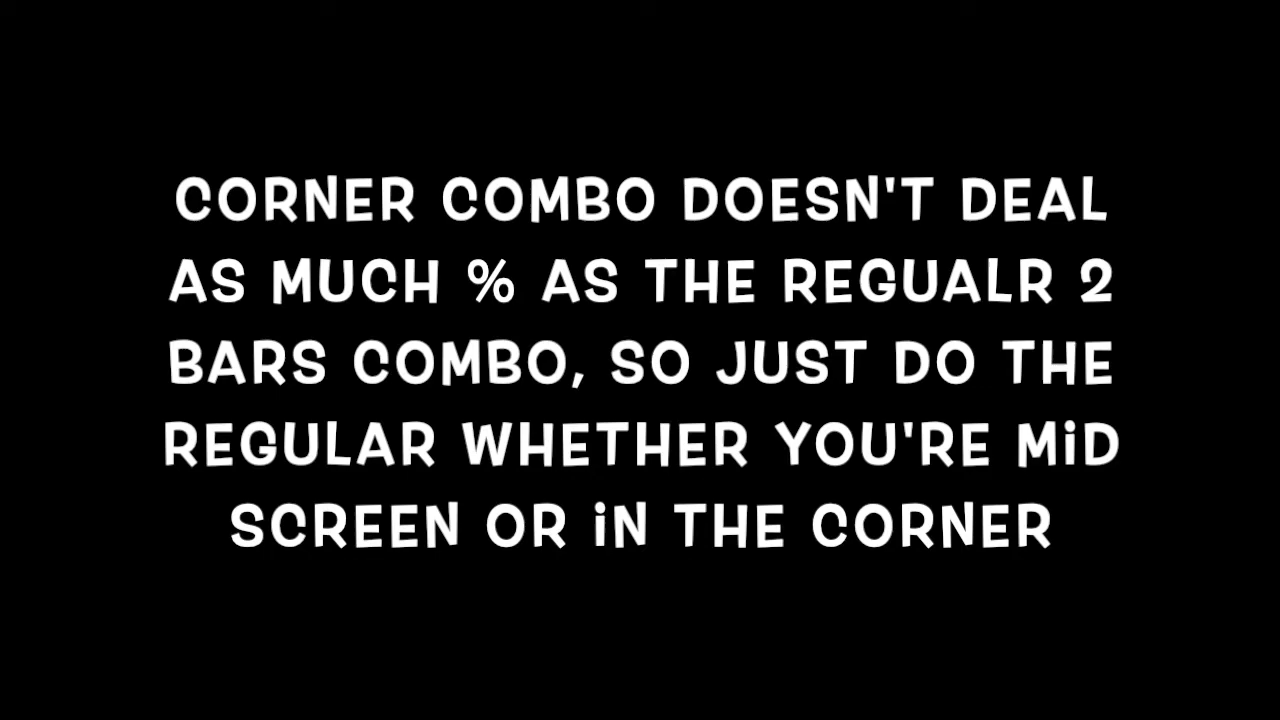 CORNER COMBO DOESN'T DEAL
AS MUCH % AS THE REGUALR 2
BARS COMBO, SO JUST DO THE
REGULAR WHETHER YOU'RE MiD
SCREEN OR iN THE CORNER